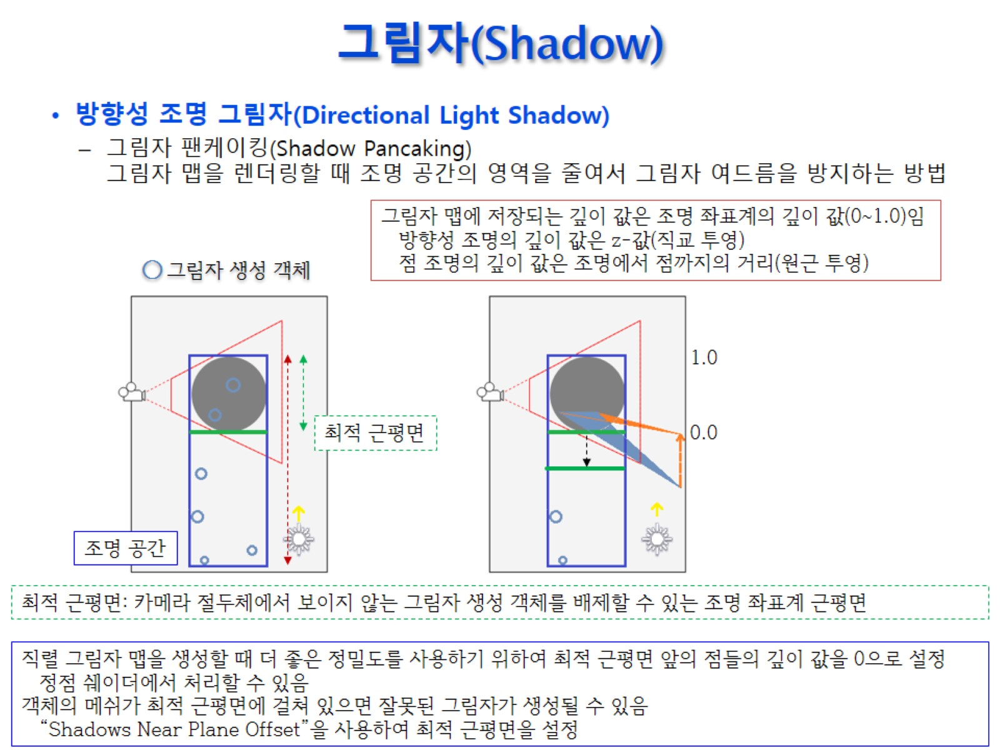 그림자(Shadow)
• 방향성 조명 그림자(Directional Light Shadow)
– 그림자 팬케이킹(Shadow Pancaking)
그림자 맵을 렌더링할 때 조명 공간의 영역을 줄여서 그림자 여드름을 방지하는 방법
그림자 맵에 저장되는 깊이 값은 조명 좌표계의 깊이 값(0~1.0)임
방향성 조명의 깊이 값은 z-값(직교 투영)
점 조명의 깊이 값은 조명에서 점까지의 거리(원근 투영)
그림자 생성 객체
1.0
최적 근평면
0.0
조명 공간
최적 근평면: 카메라 절두체에서 보이지 않는 그림자 생성 객체를 배제할 수 있는 조명 좌표계 근평면
직렬 그림자 맵을 생성할 때 더 좋은 정밀도를 사용하기 위하여 최적 근평면 앞의 점들의 깊이 값을 0으로 설정
정점 쉐이더에서 처리할 수 있음
객체의 메쉬가 최적 근평면에 걸쳐 있으면 잘못된 그림자가 생성될 수 있음
“Shadows Near Plane Offset”을 사용하여 최적 근평면을 설정